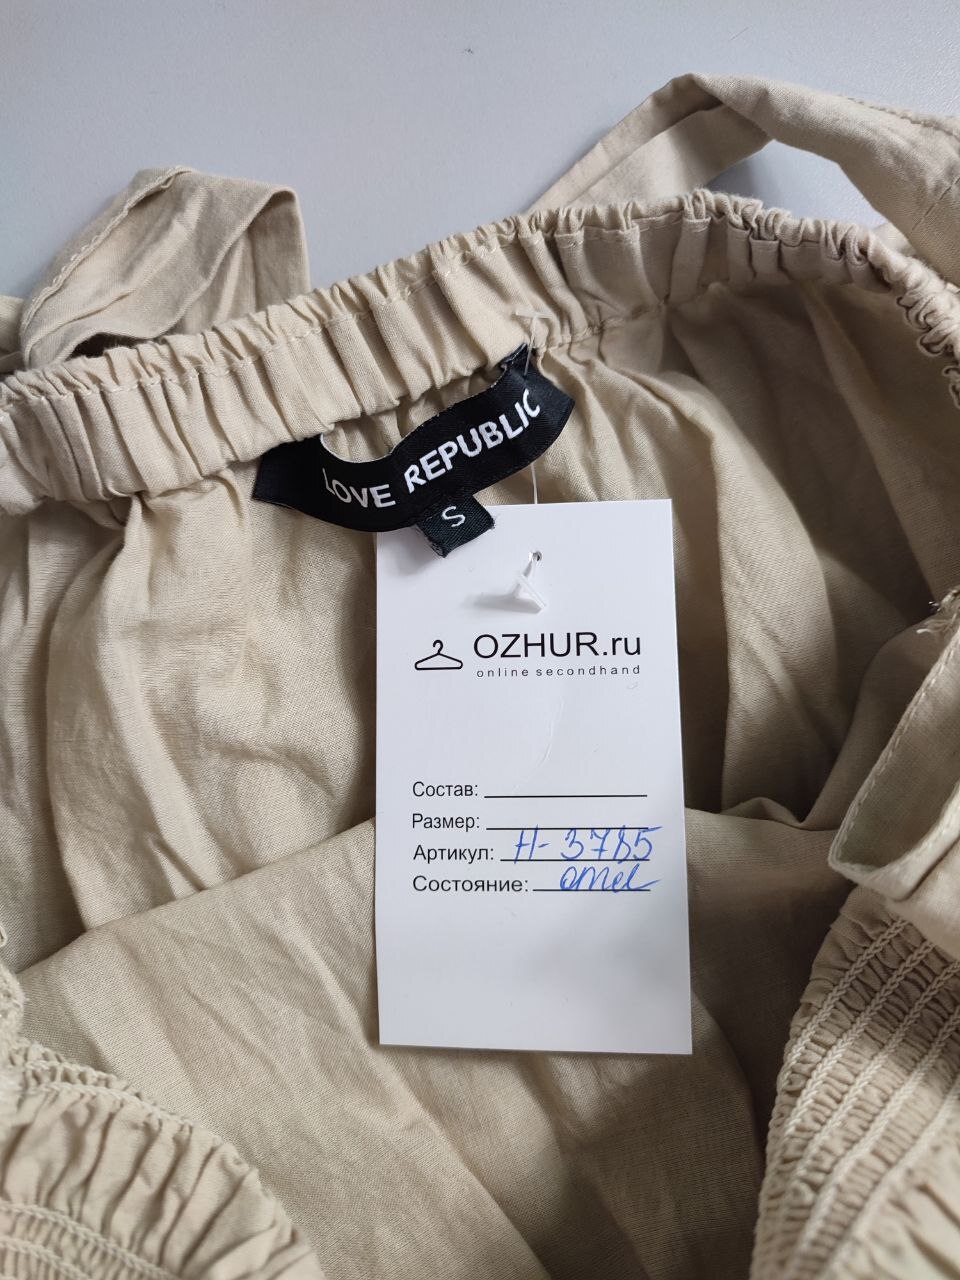 LOVE REPUBLIC
S
OZHUR.ru
online secondhand
Состав:
Размер:
Артикул: Н-3785
Состояние: отл